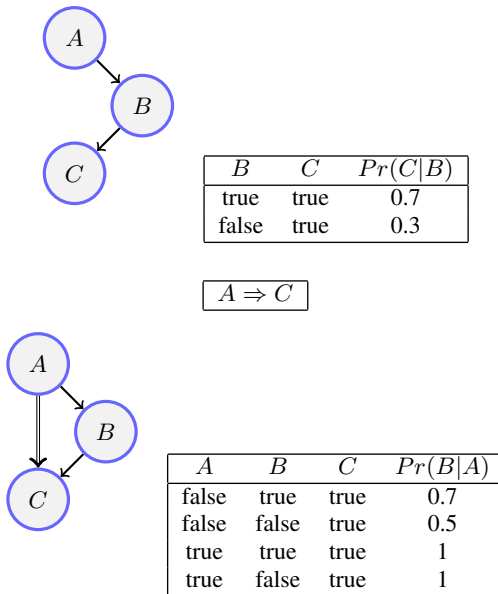 A
B
C
B C Pr(C|B)
true true 0.7
false true 0.3
A ⇒ C
A
B
C
A B C Pr(B|A)
false true true 0.7
false false true 0.5
true true true 1
true false true 1